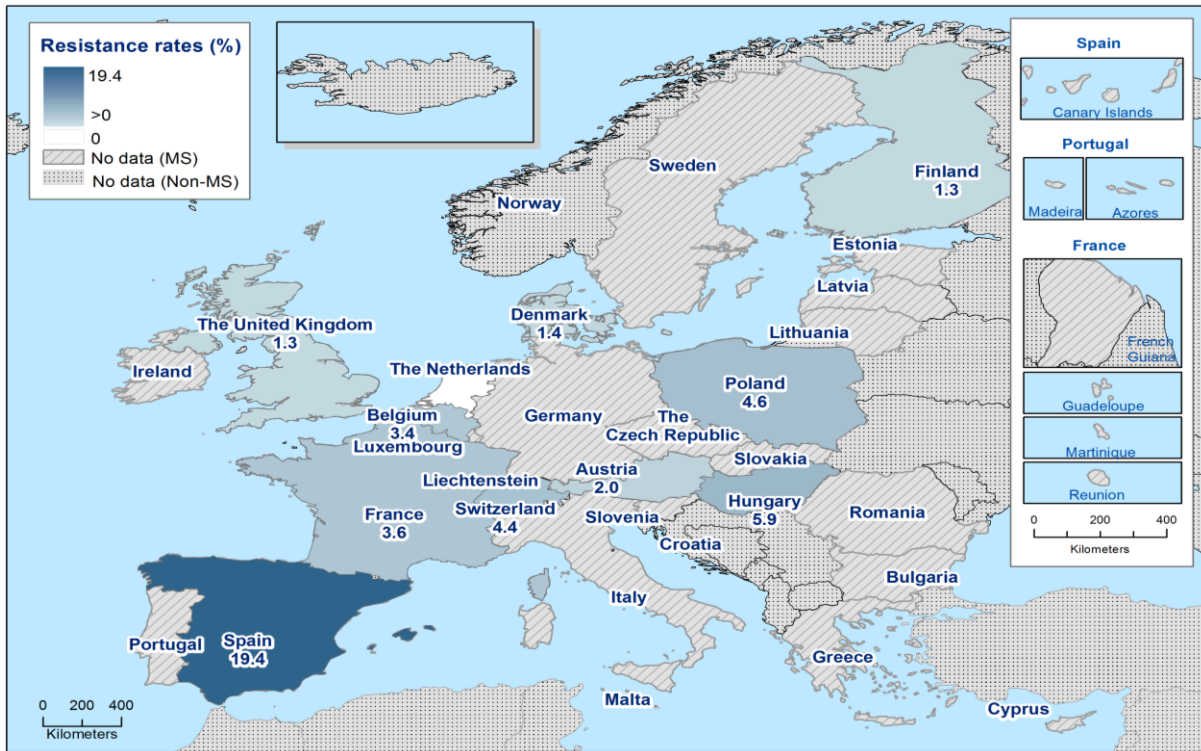 Resistance rates (%)
19.4
>0
0
No data (MS)
No data (Non-MS)
Spain
Canary Islands
Portugal
Madeira
Azores
France
French
Guiana
Guadeloupe
Martinique
Reunion
0 200 400
Kilometers
Sweden
Finland
1.3
Norway
Estonia
Latvia
Denmark
1.4
The United Kingdom
1.3
Lithuania
Ireland
The Netherlands
Poland
4.6
Belgium
3.4
Germany
The
Czech Republic
Luxembourg
Slovakia
Austria
2.0
Liechtenstein
Hungary
5.9
Switzerland
4.4
France
3.6
Slovenia
Romania
Croatia
Bulgaria
Italy
Portugal
Spain
19.4
Greece
Malta
Cyprus
0 200 400
Kilometers